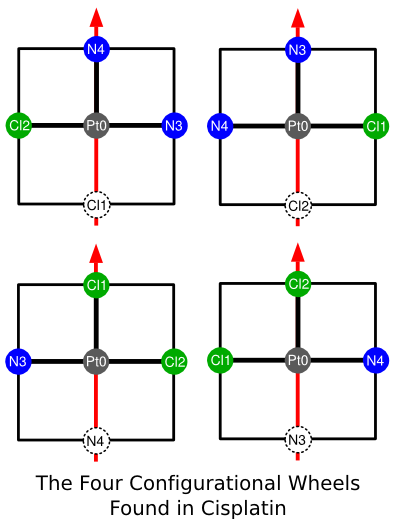 N4 N3
Cl2 Pt0 N3 N4 Pt0 Cl1
Cl1 Cl2
Cl1 Cl2
N3 Pt0 Cl2 Cl1 Pt0 N4
N4 N3
The Four Configurational Wheels
Found in Cisplatin